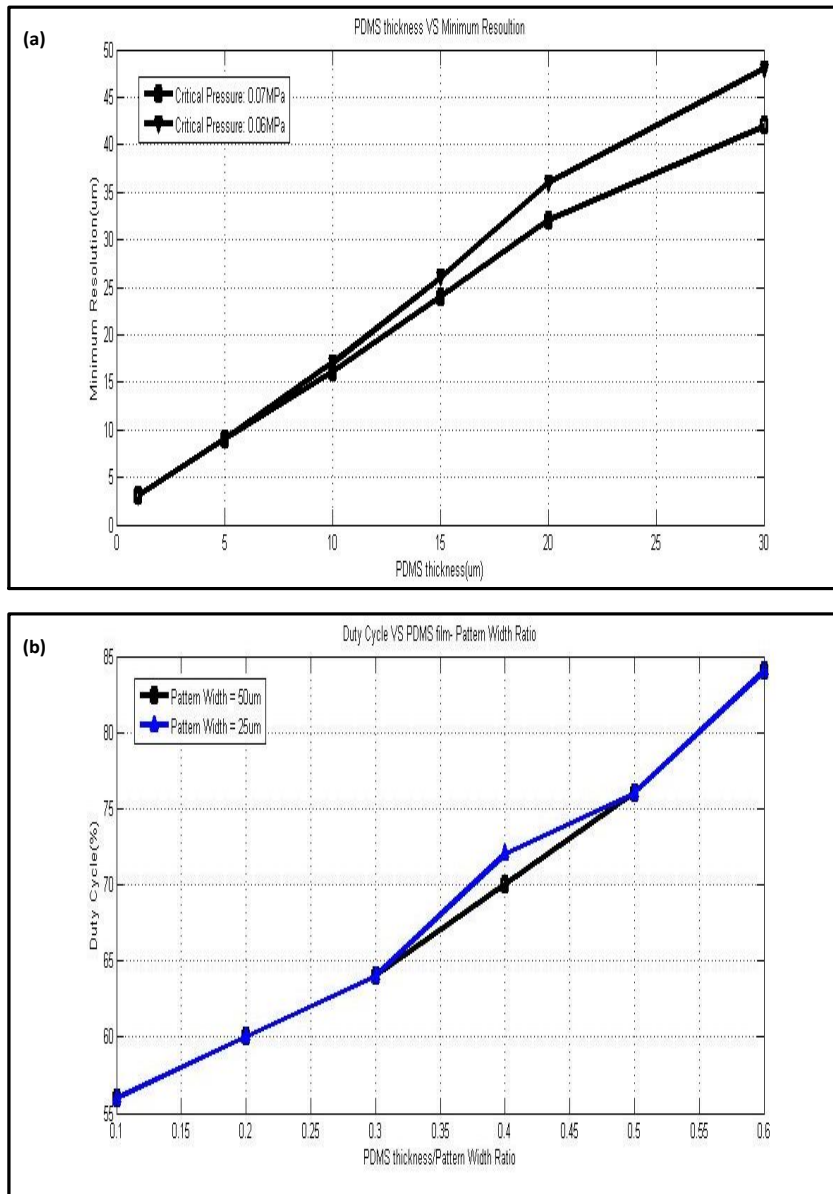 (a)
PDMS thickness VS Minimum Resoultion
50
45
40
35
30
25
20
15
10
5
0
Critical Pressure: 0.07MPa
Critical Pressure: 0.06MPa
Minimum Resolution(um)
0 5 10 15 20 25 30
PDMS thickness(um)
(b)
Duty Cycle VS PDMS film- Pattern Width Ratio
85
80
75
70
65
60
55
Pattern Width = 50um
Pattern Width = 25um
Duty Cycle(%)
0.1 0.15 0.2 0.25 0.3 0.35 0.4 0.45 0.5 0.55 0.6
PDMS thickness/Pattern Width Ratio